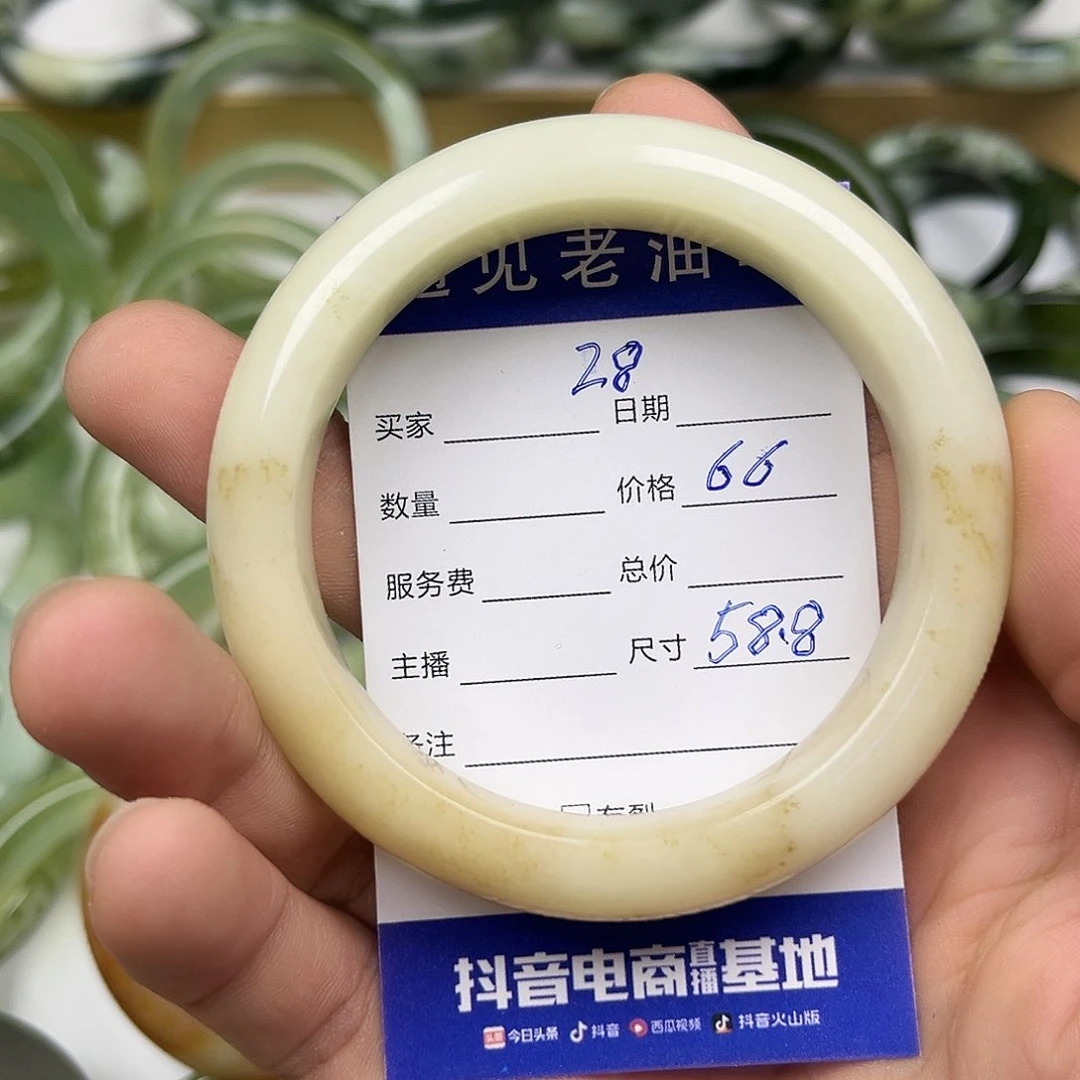 见老油
28
买家 日期
数量 价格 66
服务费 总价
主播 尺寸 58.8
注
抖音电商直播基地
头条 今日头条 抖音 西瓜视频 抖音火山版